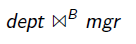 dept ⋈ᴮ mgr